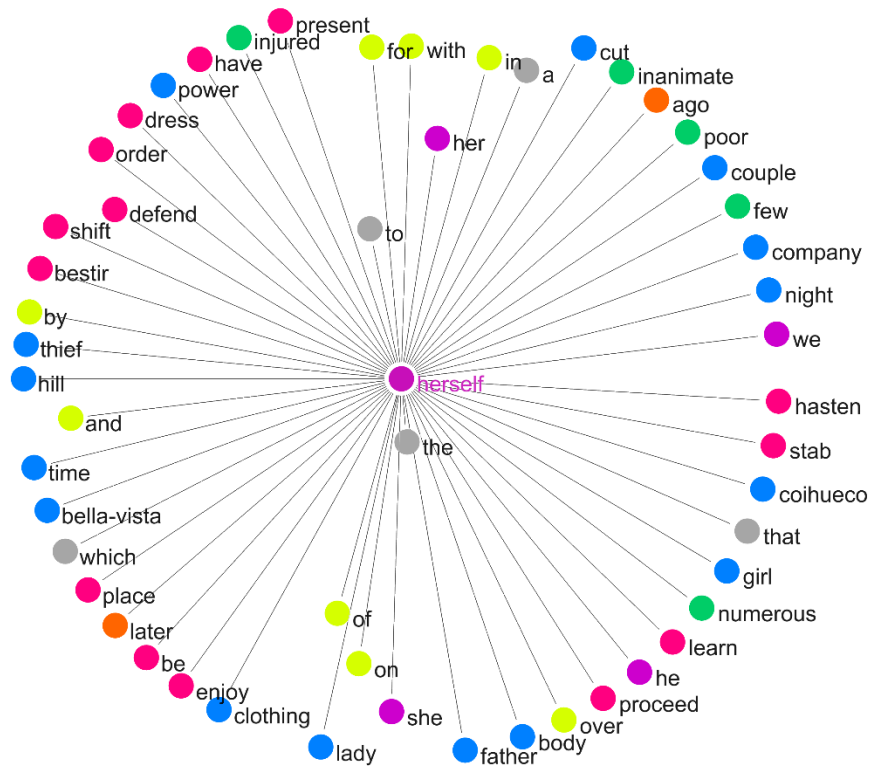 present
injured
for
with
have
in
cut
a
inanimate
power
ago
dress
poor
her
order
couple
few
defend
shift
to
company
bestir
night
by
we
thief
hill
herself
hasten
and
the
stab
time
coihueco
bella-vista
that
which
girl
place
numerous
of
later
learn
be
on
he
enjoy
proceed
clothing
she
over
lady
father
body